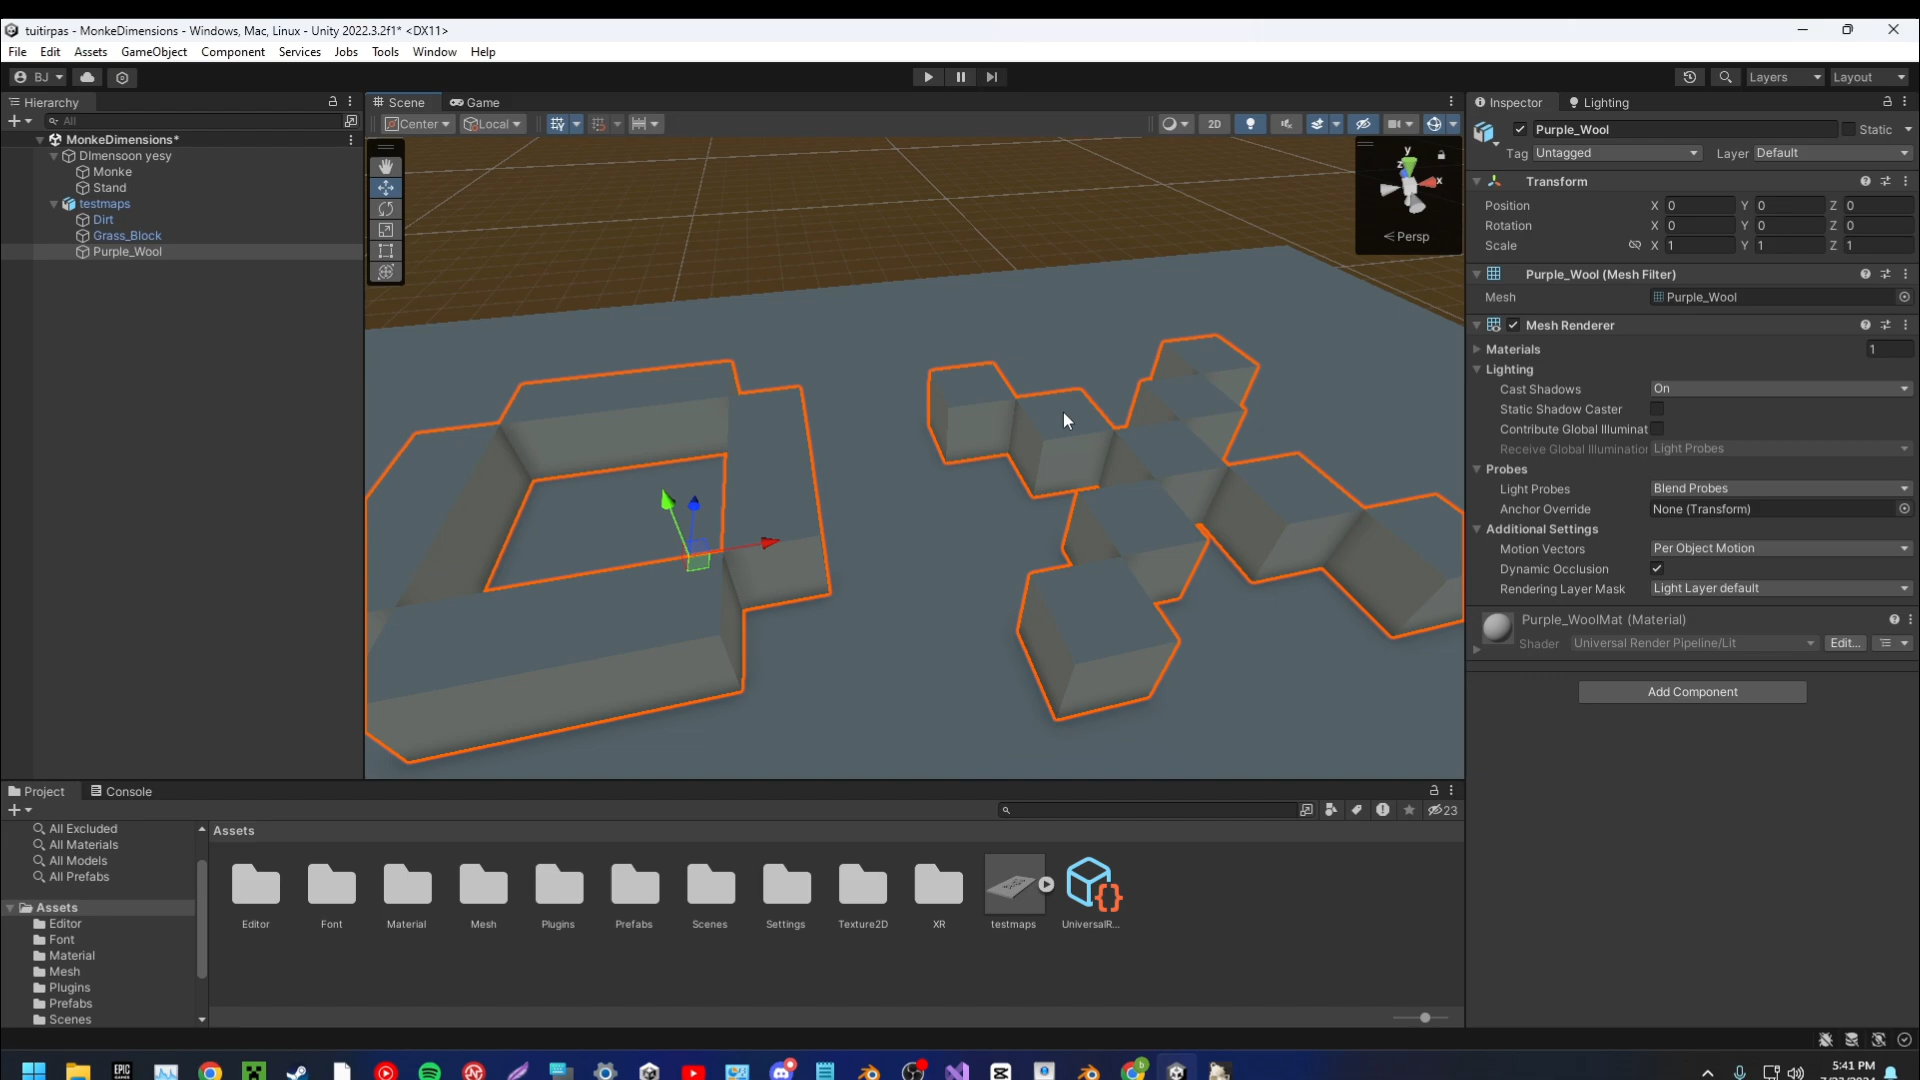 tuitirpas - MonkeDimensions - Windows, Mac, Linux - Unity 2022.3.2f1* <DX11>
File Edit Assets GameObject Component Services Jobs Tools Window Help
BJ
Layers
Layout
Hierarchy
Scene
Game
Inspector
Lighting
All
Center
Local
2D
Purple_Wool
Static
MonkeDimensions*
DImensoon yesy
Monke
Stand
testmaps
Dirt
Grass_Block
Purple_Wool
y
z
x
Persp
Tag Untagged
Layer Default
Transform
Position X 0 Y 0 Z 0
Rotation X 0 Y 0 Z 0
Scale X 1 Y 1 Z 1
Purple_Wool (Mesh Filter)
Mesh Purple_Wool
Mesh Renderer
Materials 1
Lighting
Cast Shadows On
Static Shadow Caster
Contribute Global Illuminat
Receive Global Illumination Light Probes
Probes
Light Probes Blend Probes
Anchor Override None (Transform)
Additional Settings
Motion Vectors Per Object Motion
Dynamic Occlusion
Rendering Layer Mask Light Layer default
Purple_WoolMat (Material)
Shader Universal Render Pipeline/Lit Edit...
Add Component
Project
Console
23
All Excluded
All Materials
All Models
All Prefabs
Assets
Editor
Font
Material
Mesh
Plugins
Prefabs
Scenes
Assets
Editor Font Material Mesh Plugins Prefabs Scenes Settings Texture2D XR testmaps UniversalR...
EPIC
5:41 PM